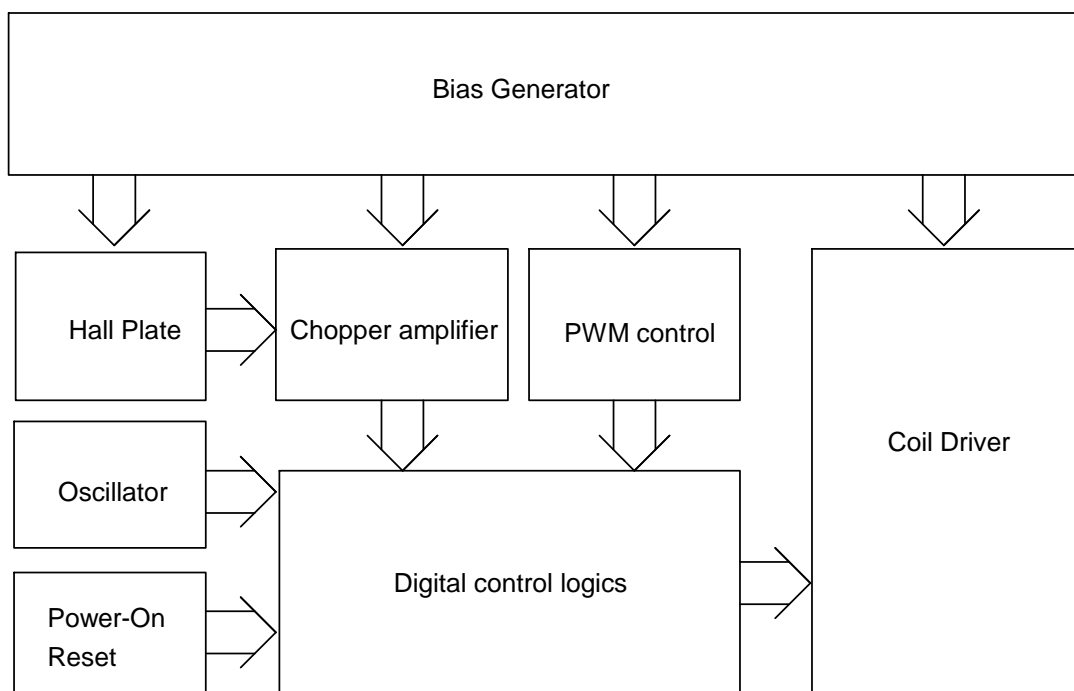 Bias Generator
Hall Plate
Chopper amplifier
PWM control
Coil Driver
Oscillator
Digital control logics
Power-On
Reset